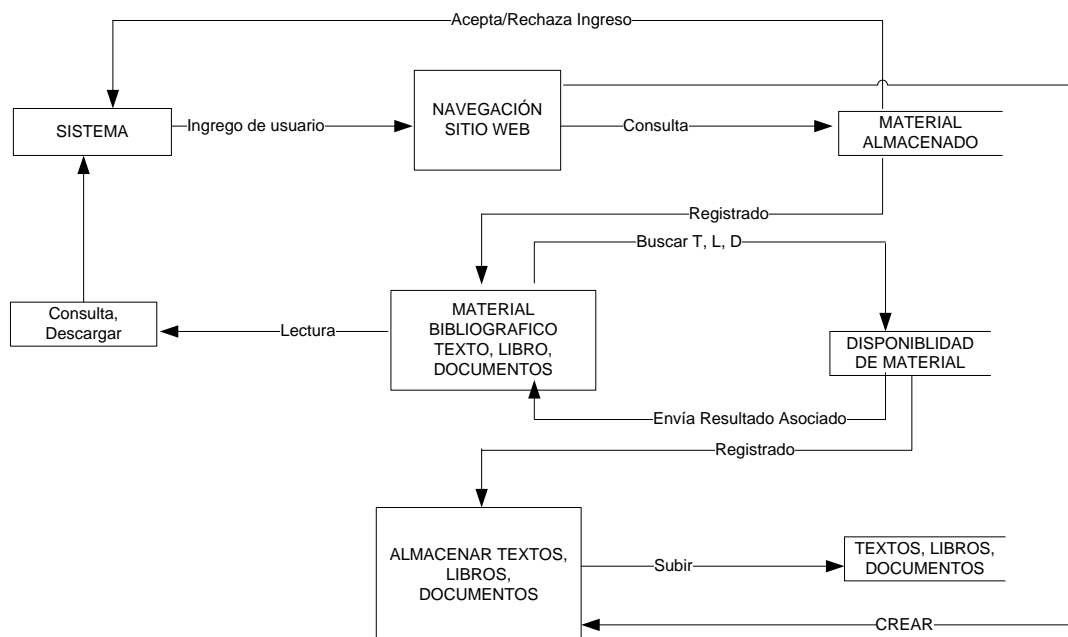 Acepta/Rechaza Ingreso
SISTEMA
Ingrego de usuario
NAVEGACIÓN
SITIO WEB
Consulta
MATERIAL
ALMACENADO
Registrado
Buscar T, L, D
Consulta,
Descargar
Lectura
MATERIAL
BIBLIOGRAFICO
TEXTO, LIBRO,
DOCUMENTOS
DISPONIBLIDAD
DE MATERIAL
Envía Resultado Asociado
Registrado
ALMACENAR TEXTOS,
LIBROS,
DOCUMENTOS
Subir
TEXTOS, LIBROS,
DOCUMENTOS
CREAR